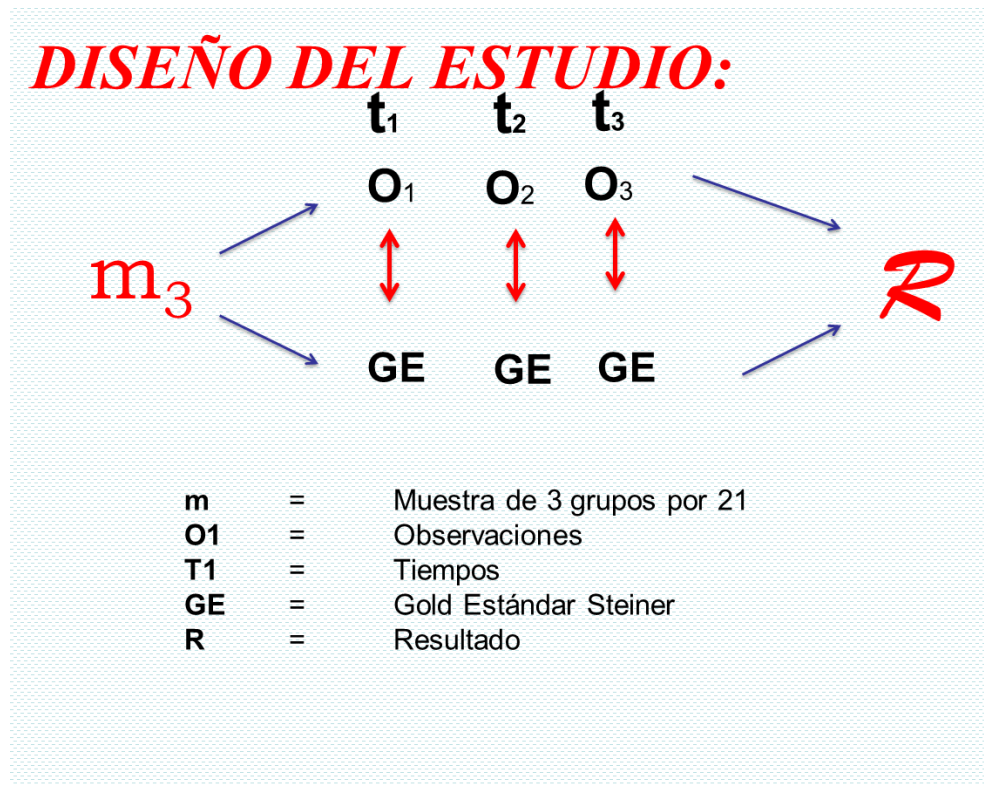 DISEÑO DEL ESTUDIO:
t1 t2 t3
O1 O2 O3
m3 R
GE GE GE
m = Muestra de 3 grupos por 21
O1 = Observaciones
T1 = Tiempos
GE = Gold Estándar Steiner
R = Resultado